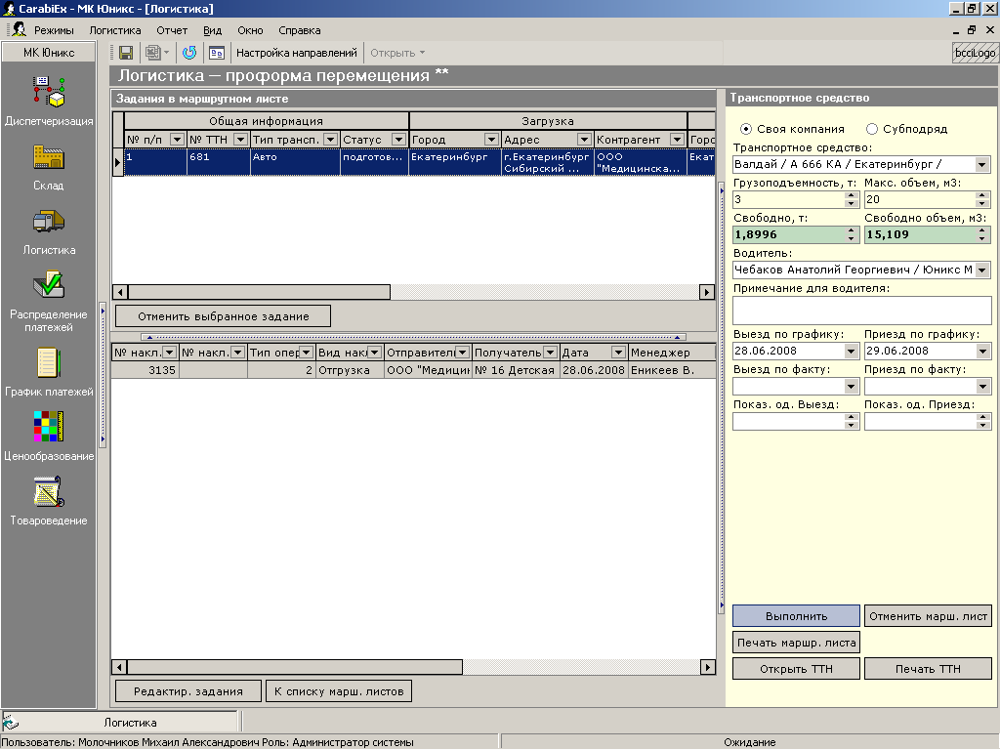 CarabiEx - МК Юникс - [Логистика]
Режимы Логистика Отчет Вид Окно Справка
МК Юникс
Настройка направлений Открыть
bcciLogo
Логистика — проформа перемещения **
Диспетчеризация
Склад
Логистика
Распределение платежей
График платежей
Ценообразование
Товароведение
Задания в маршрутном листе
Общая информация Загрузка
№ п/п № ТТН Тип трансп. Статус Город Адрес Контрагент Горо
1 681 Авто подготов... Екатеринбург г.Екатеринбург ООО Екат
Сибирский ... "Медицинска...
Отменить выбранное задание
№ накл. № накл. Тип опер Вид нак Отправител Получатель Дата Менеджер
3135 2 Отгрузка ООО "Медицин № 16 Детская 28.06.2008 Еникеев В.
Редактир. задания К списку марш. листов
Транспортное средство
Своя компания Субподряд
Транспортное средство:
Валдай / А 666 КА / Екатеринбург /
Грузоподъемность, т: Макс. объем, м3:
3 20
Свободно, т: Свободно объем, м3:
1,8996 15,109
Водитель:
Чебаков Анатолий Георгиевич / Юникс М
Примечание для водителя:
Выезд по графику: Приезд по графику:
28.06.2008 29.06.2008
Выезд по факту: Приезд по факту:
Показ. од. Выезд: Показ. од. Приезд:
Выполнить Отменить марш. лист
Печать маршр. листа
Открыть ТТН Печать ТТН
Логистика
Пользователь: Молочников Михаил Александрович Роль: Администратор системы Ожидание